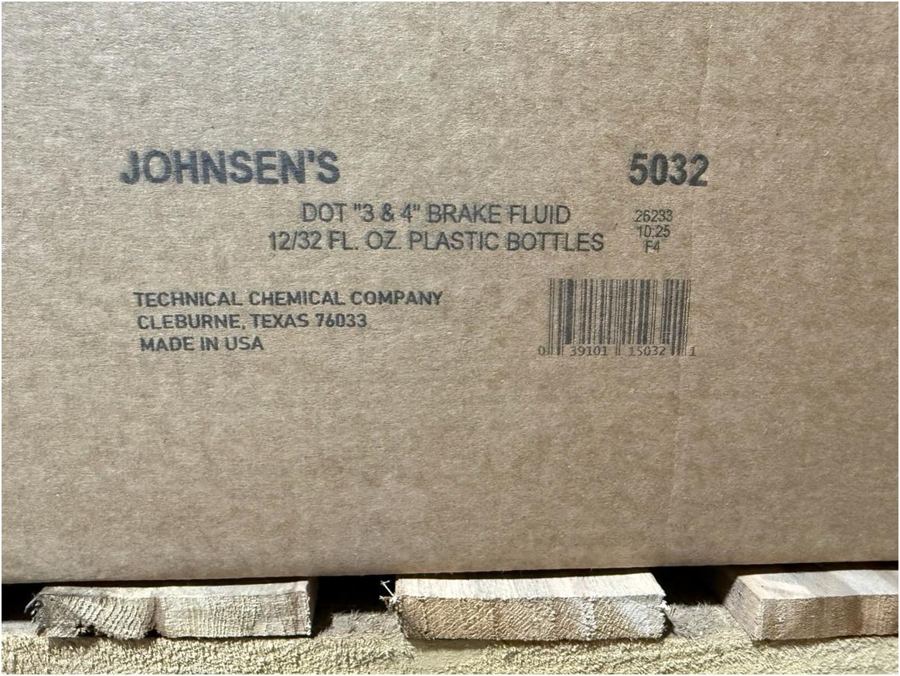 JOHNSEN'S 5032
DOT "3 & 4" BRAKE FLUID
12/32 FL. OZ. PLASTIC BOTTLES
26233
10.25
F4
TECHNICAL CHEMICAL COMPANY
CLEBURNE, TEXAS 76033
MADE IN USA
0 39101 15032 1